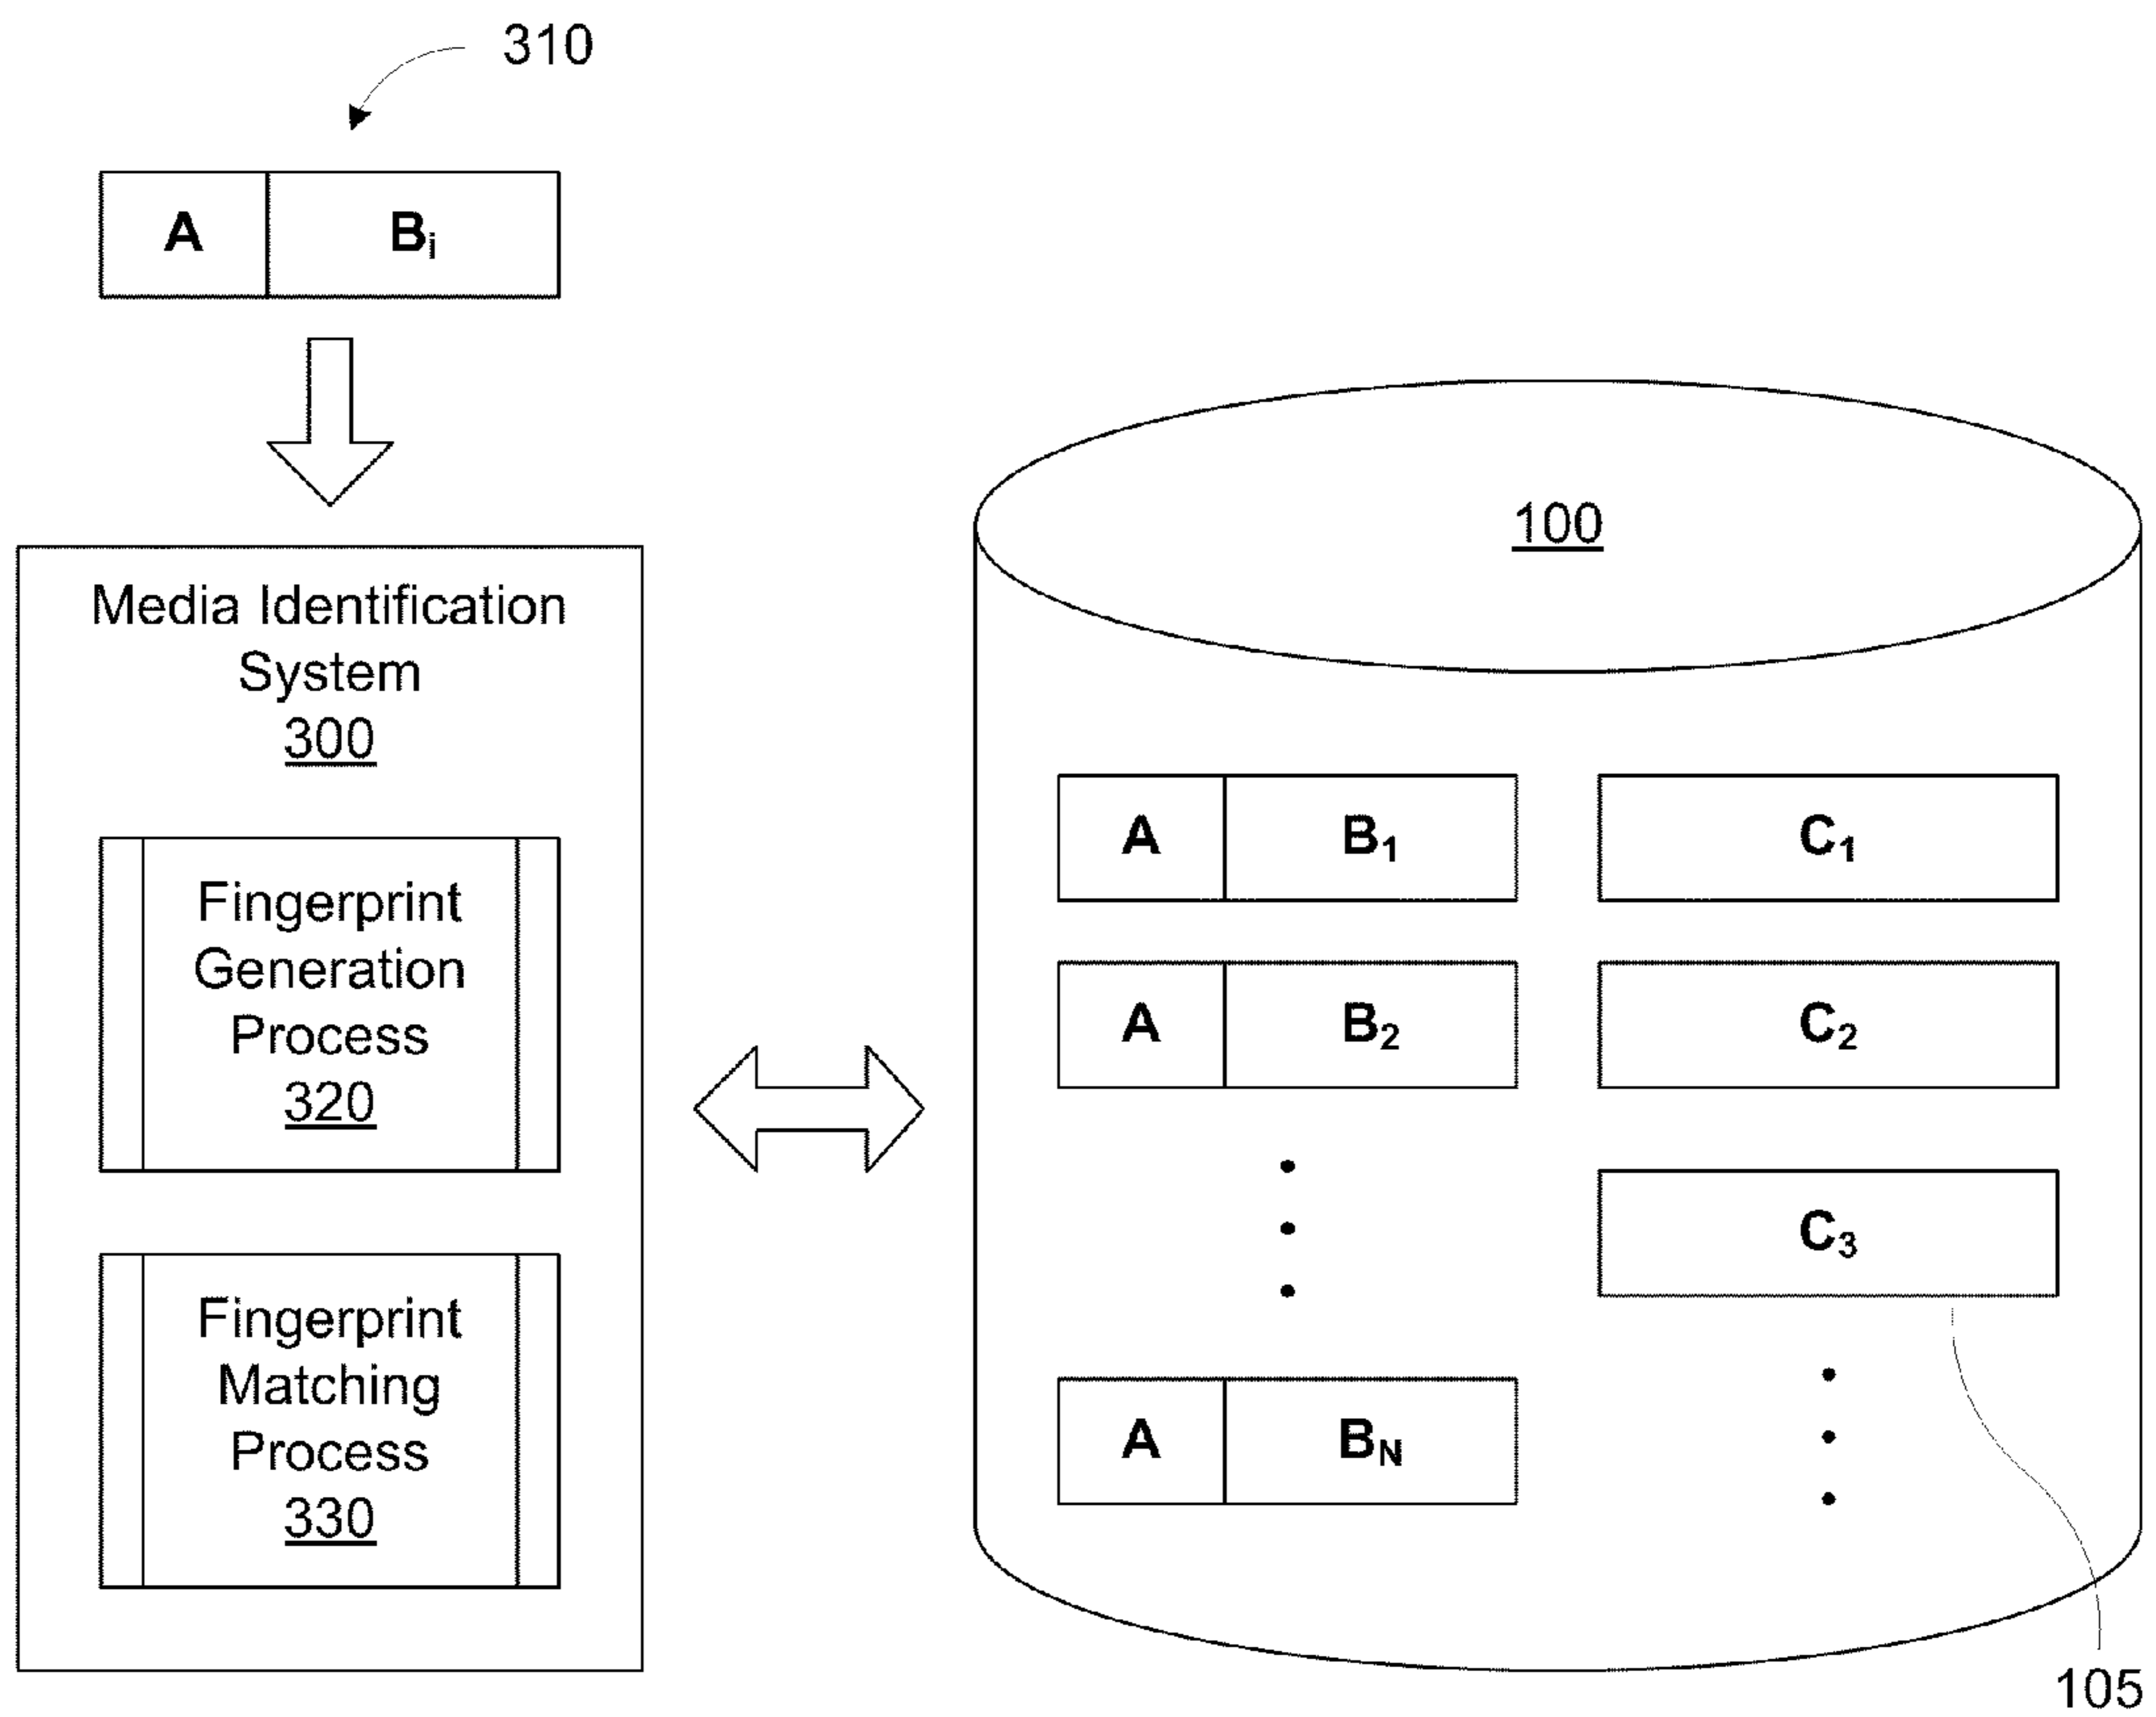 310
A Bi
Media Identification
System
300
Fingerprint
Generation
Process
320
Fingerprint
Matching
Process
330
100
A B1 C1
A B2 C2
C3
A BN
105